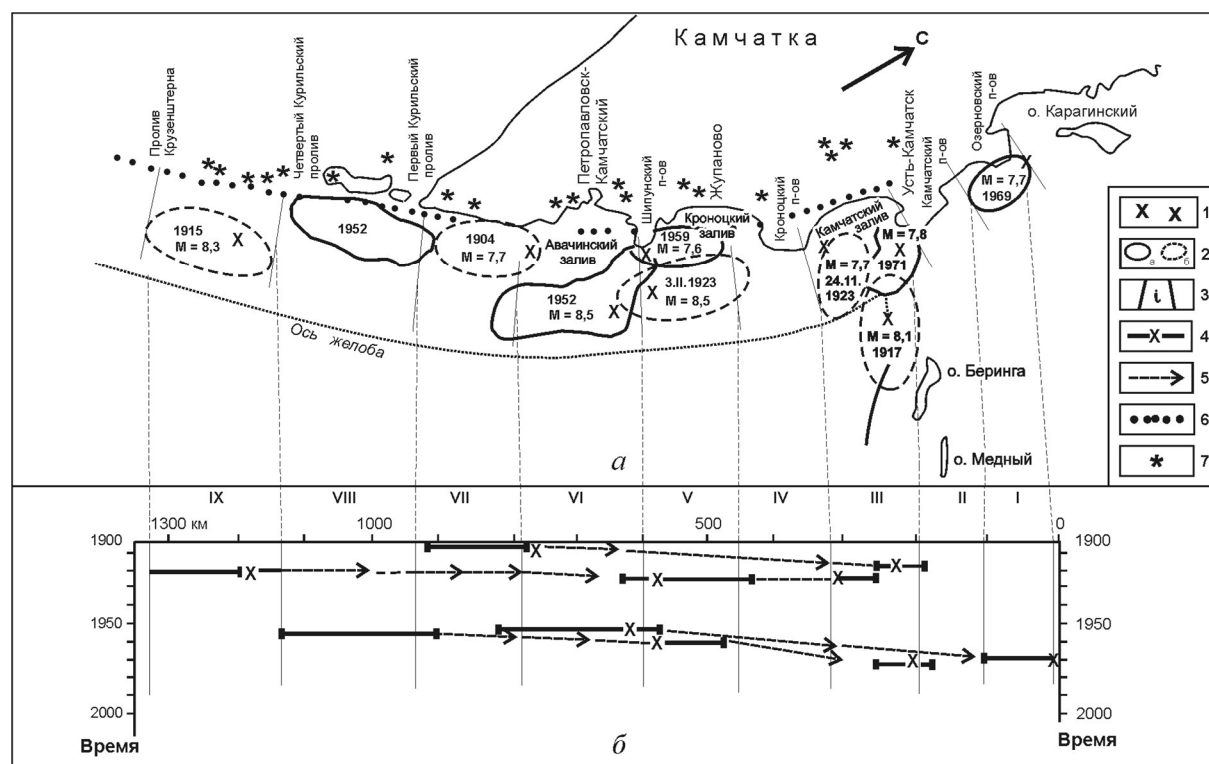 Камчатка
С
Пролив
Крузенштерна
Четвертый Курильский
пролив
Первый Курильский
пролив
Петропавловск-
Камчатский
Шипунский
п-ов
Жупаново
Кроноцкий
п-ов
Усть-Камчатск
Камчатский
п-ов
Озерновский
п-ов
о. Карагинский
1915
М = 8,3
1952
1904
М = 7,7
Авачинский
залив
Кроноцкий
залив
1959
М = 7,6
1952
М = 8,5
3.II.1923
М = 8,5
Камчатский
залив
М = 7,7
24.11.
1923
М = 7,8
1971
М = 8,1
1917
М = 7,7
1969
Ось желоба
о. Беринга
о. Медный
а
1
2
а
б
3
i
4
5
6
7
IX VIII VII VI V IV III II I
1300 км 1000 500 0
1900 1900
1950 1950
2000 2000
Время б Время